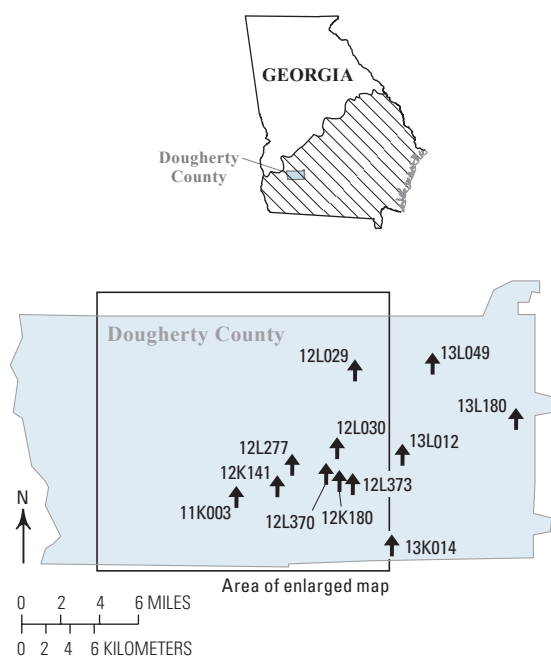 GEORGIA
Dougherty
County
Dougherty County
12L029
13L049
13L180
12L030
13L012
12L277
12K141
12L373
11K003
12L370
12K180
13K014
N
Area of enlarged map
0 2 4 6 MILES
0 2 4 6 KILOMETERS